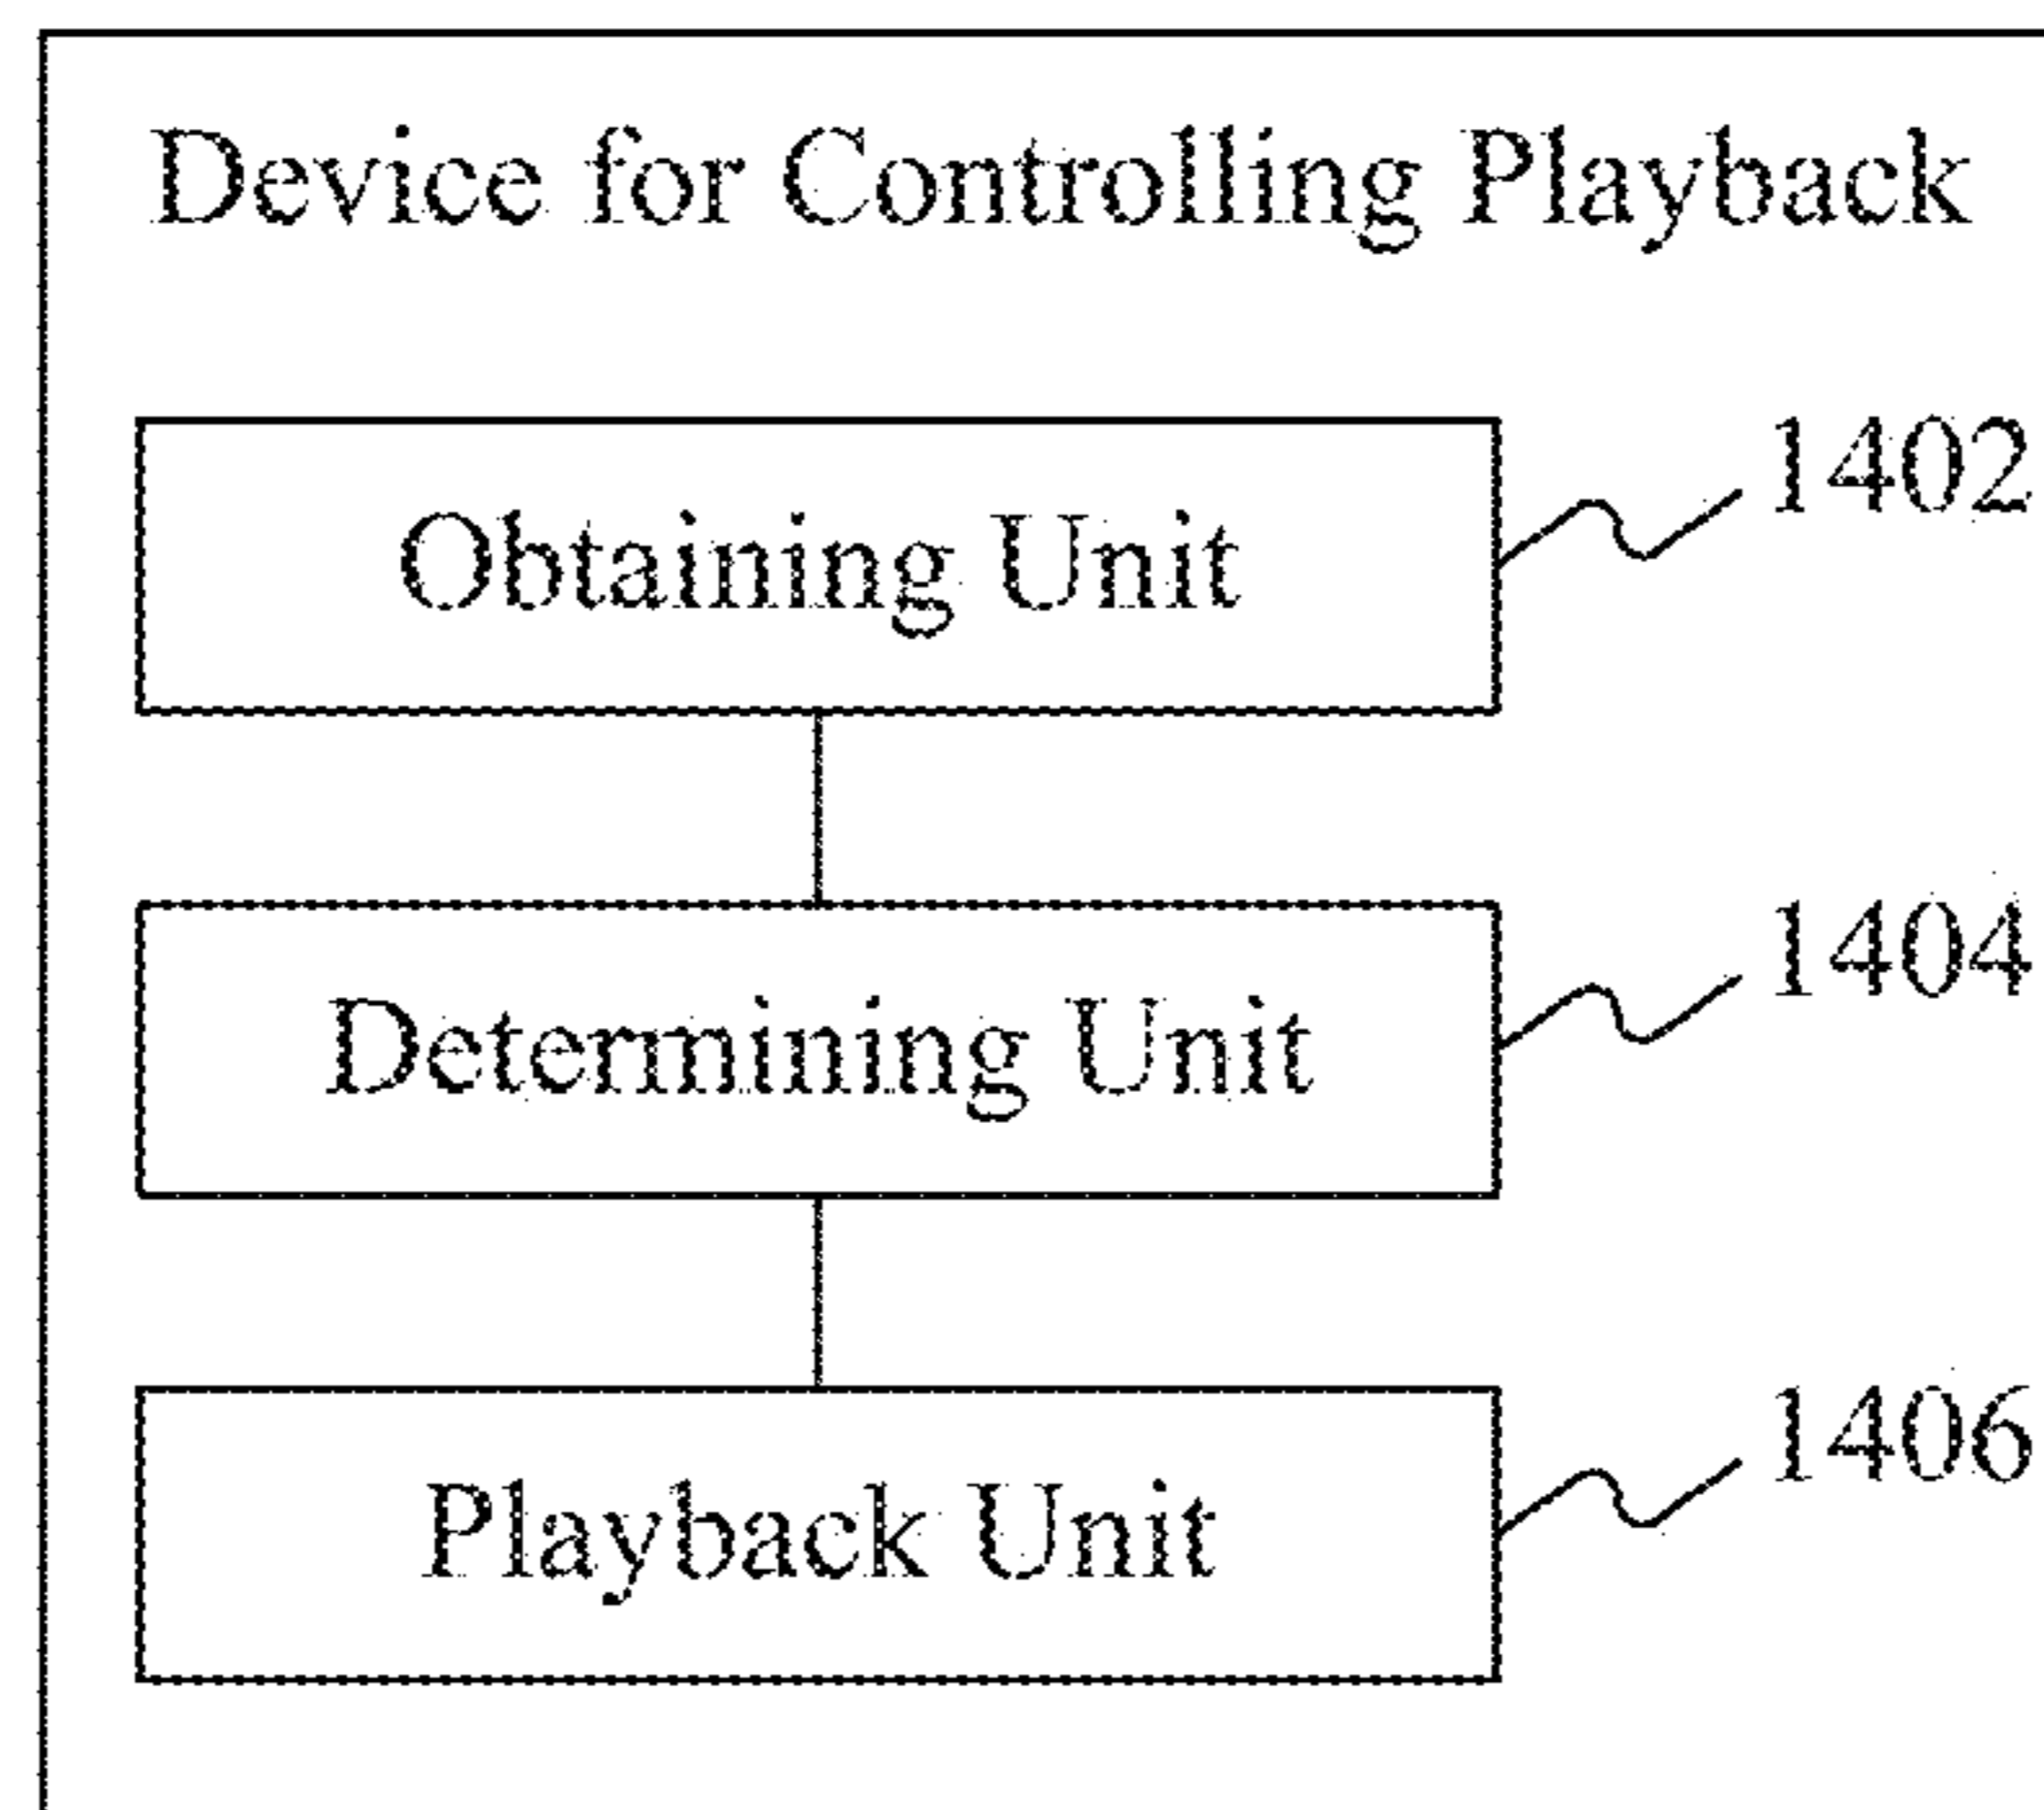 Device for Controlling Playback
Obtaining Unit
1402
Determining Unit
1404
Playback Unit
1406